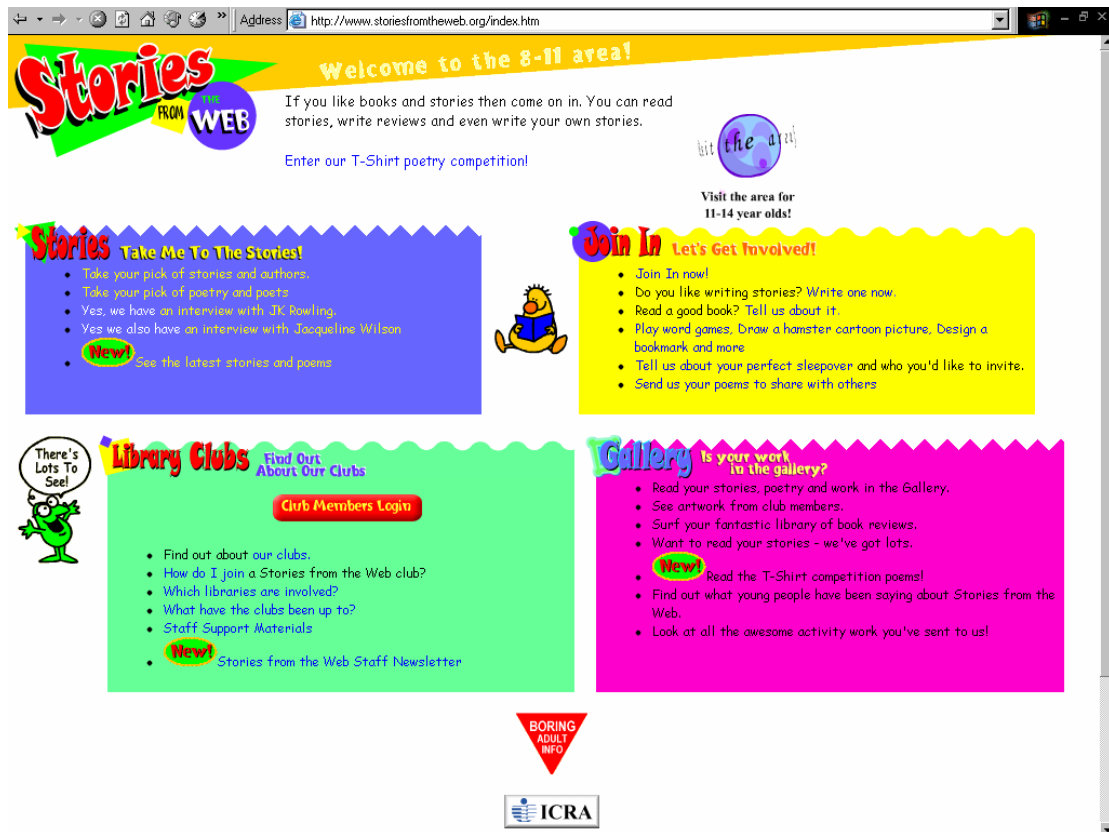 Address http://www.storiesfromtheweb.org/index.htm
Stories
FROM
THE
WEB
Welcome to the 8-11 area!
If you like books and stories then come on in. You can read
stories, write reviews and even write your own stories.
Enter our T-Shirt poetry competition!
the
Visit the area for
11-14 year olds!
Stories Take Me To The Stories!
Take your pick of stories and authors.
Take your pick of poetry and poets
Yes, we have an interview with JK Rowling.
Yes we also have an interview with Jacqueline Wilson
New! See the latest stories and poems
Join In Let's Get Involved!
Join In now!
Do you like writing stories? Write one now.
Read a good book? Tell us about it.
Play word games, Draw a hamster cartoon picture, Design a
bookmark and more
Tell us about your perfect sleepover and who you'd like to invite.
Send us your poems to share with others
There's
Lots To
See!
Library Clubs Find Out
About Our Clubs
Club Members Login
Find out about our clubs.
How do I join a Stories from the Web club?
Which libraries are involved?
What have the clubs been up to?
Staff Support Materials
New! Stories from the Web Staff Newsletter
Gallery Is your work
in the gallery?
Read your stories, poetry and work in the Gallery.
See artwork from club members.
Surf your fantastic library of book reviews.
Want to read your stories - we've got lots.
New! Read the T-Shirt competition poems!
Find out what young people have been saying about Stories from the
Web.
Look at all the awesome activity work you've sent to us!
BORING
ADULT
INFO
ICRA